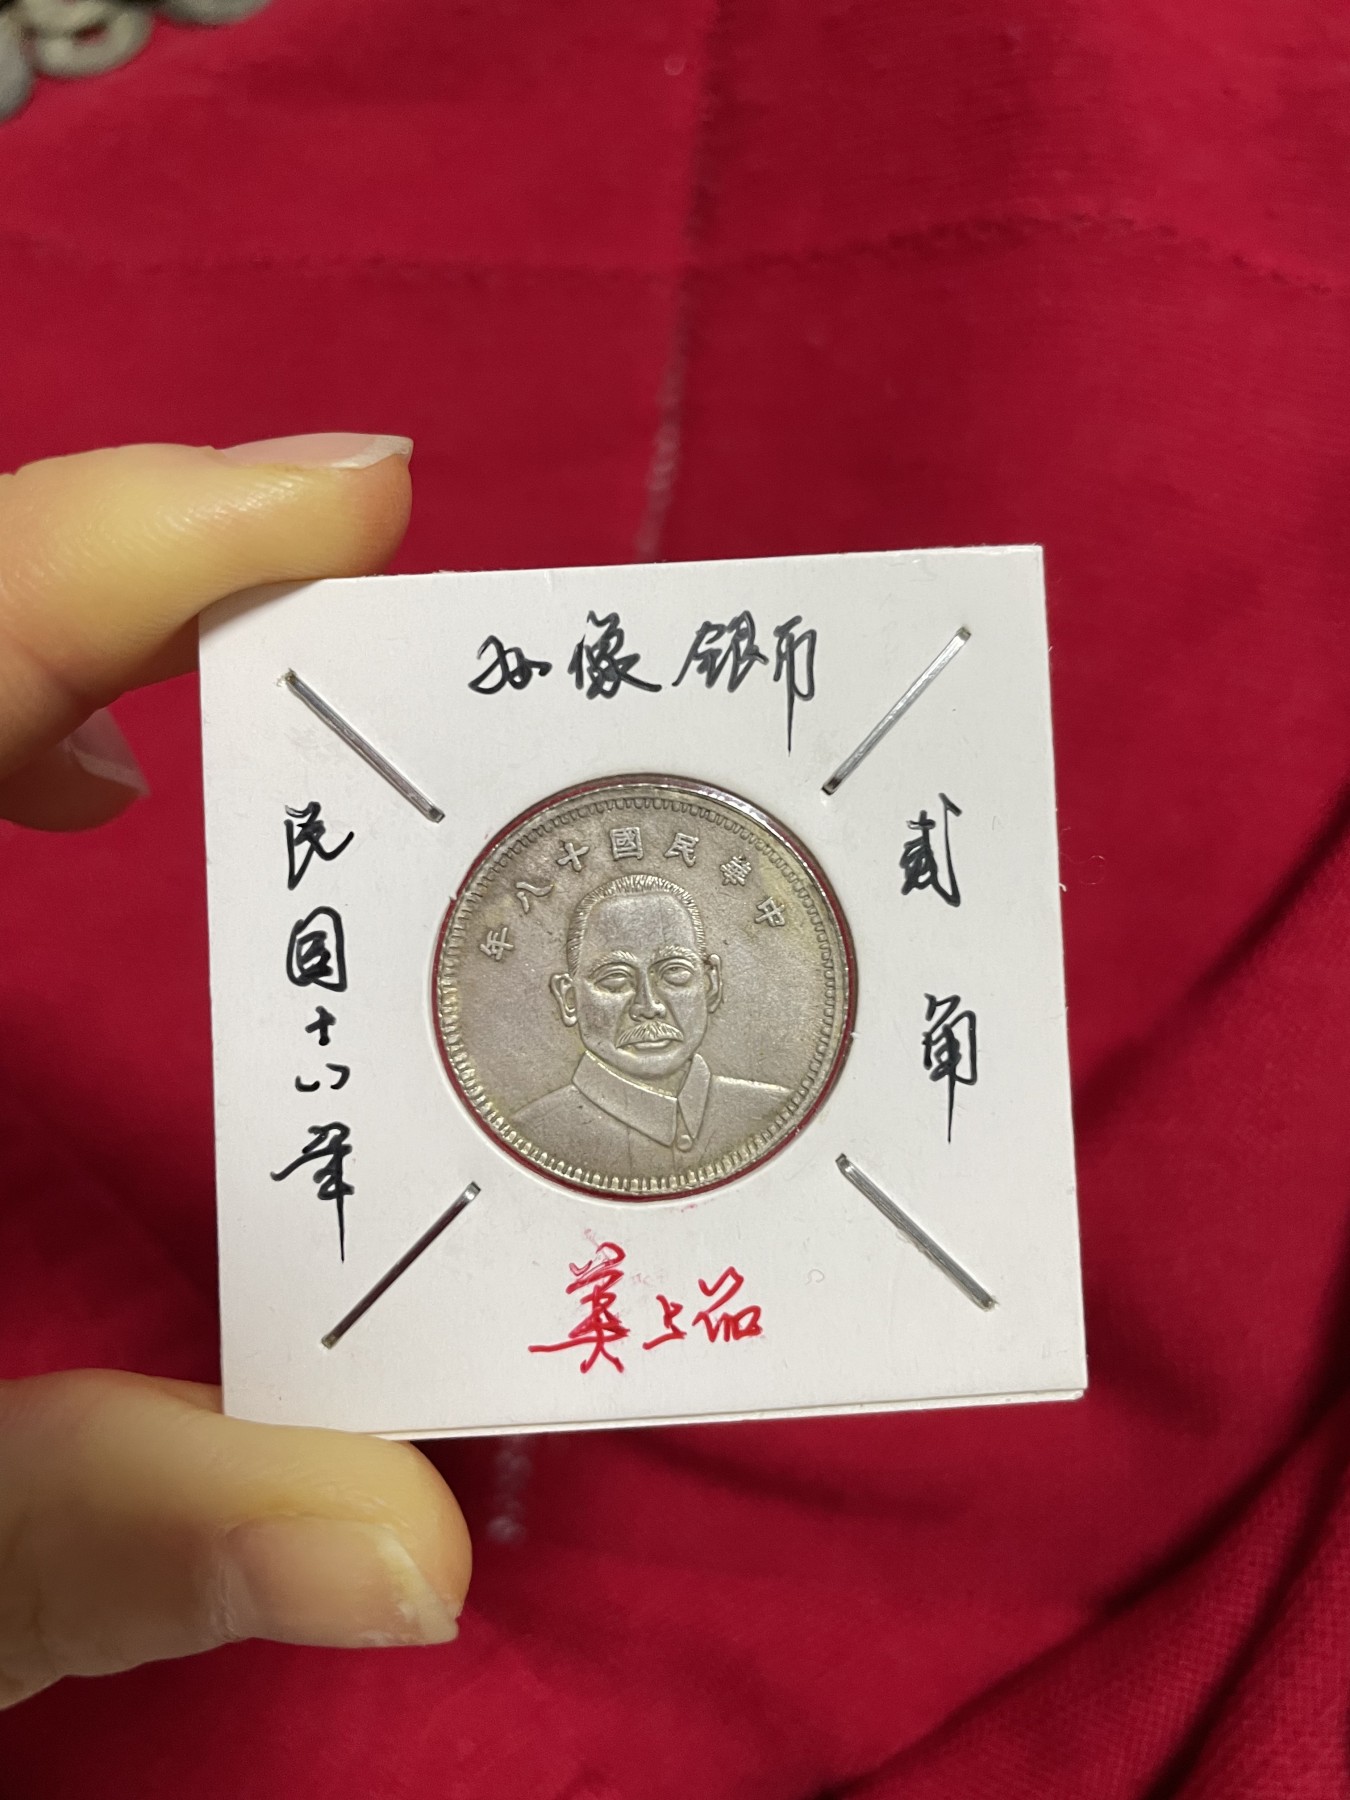 孙像银币
中華民國十八年
民国十八年
贰角
美上品